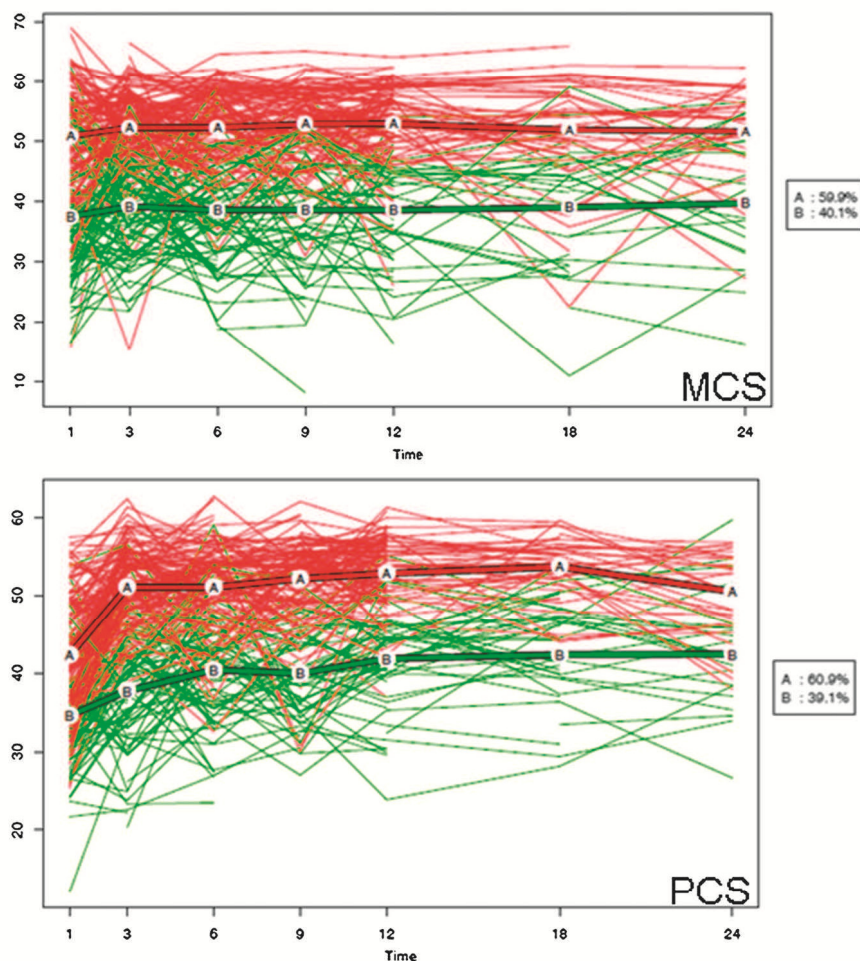 70
60
50
40
30
20
10
A A A A A A A
B B B B B B B
A : 59.9%
B : 40.1%
MCS
1 3 6 9 12 18 24
Time
60
50
40
30
20
A A A A A A A
B B B B B B B
A : 60.9%
B : 39.1%
PCS
1 3 6 9 12 18 24
Time